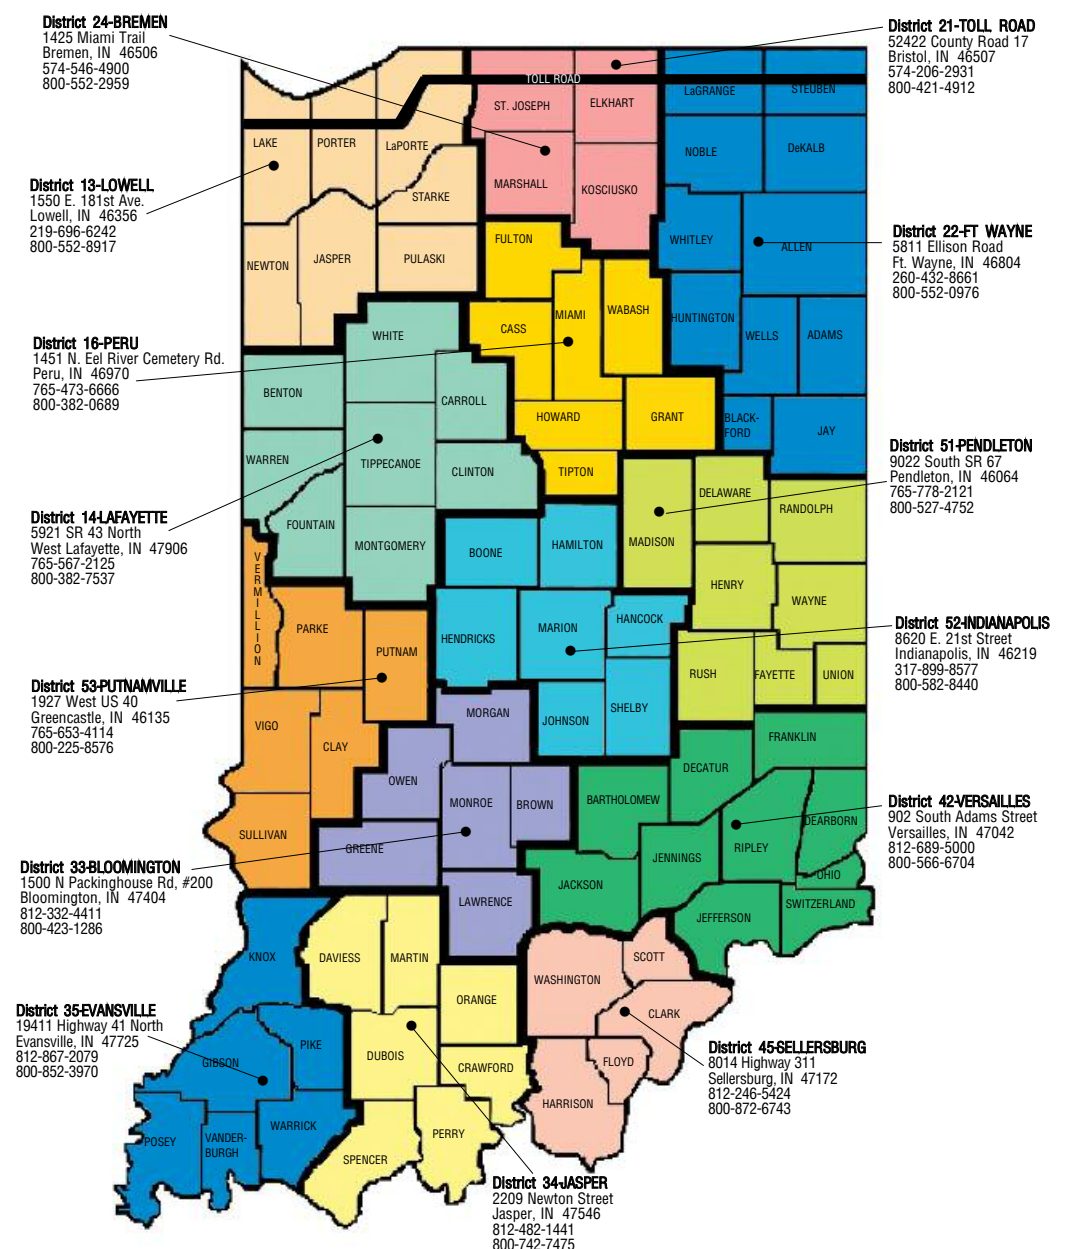 District 24-BREMEN
1425 Miami Trail
Bremen, IN 46506
574-546-4900
800-552-2959
District 21-TOLL ROAD
52422 County Road 17
Bristol, IN 46507
574-206-2931
800-421-4912
District 13-LOWELL
1550 E. 181st Ave.
Lowell, IN 46356
219-696-6242
800-552-8917
District 22-FT WAYNE
5811 Ellison Road
Ft. Wayne, IN 46804
260-432-8661
800-552-0976
District 16-PERU
1451 N. Eel River Cemetery Rd.
Peru, IN 46970
765-473-6666
800-382-0689
District 51-PENDLETON
9022 South SR 67
Pendleton, IN 46064
765-778-2121
800-527-4752
District 14-LAFAYETTE
5921 SR 43 North
West Lafayette, IN 47906
765-567-2125
800-382-7537
District 52-INDIANAPOLIS
8620 E. 21st Street
Indianapolis, IN 46219
317-899-8577
800-582-8440
District 53-PUTNAMVILLE
1927 West US 40
Greencastle, IN 46135
765-653-4114
800-225-8576
District 42-VERSAILLES
902 South Adams Street
Versailles, IN 47042
812-689-5000
800-566-6704
District 33-BLOOMINGTON
1500 N Packinghouse Rd, #200
Bloomington, IN 47404
812-332-4411
800-423-1286
District 35-EVANSVILLE
19411 Highway 41 North
Evansville, IN 47725
812-867-2079
800-852-3970
District 45-SELLERSBURG
8014 Highway 311
Sellersburg, IN 47172
812-246-5424
800-872-6743
District 34-JASPER
2209 Newton Street
Jasper, IN 47546
812-482-1441
800-742-7475
TOLL ROAD
LAKE
PORTER
LaPORTE
ST. JOSEPH
ELKHART
LaGRANGE
STEUBEN
NOBLE
DeKALB
STARKE
MARSHALL
KOSCIUSKO
NEWTON
JASPER
PULASKI
FULTON
WHITLEY
ALLEN
WHITE
CASS
MIAMI
WABASH
HUNTINGTON
WELLS
ADAMS
BENTON
CARROLL
HOWARD
GRANT
BLACK-
FORD
JAY
WARREN
TIPPECANOE
CLINTON
TIPTON
DELAWARE
RANDOLPH
FOUNTAIN
MONTGOMERY
BOONE
HAMILTON
MADISON
VERMILLION
PARKE
PUTNAM
HENDRICKS
MARION
HANCOCK
HENRY
WAYNE
RUSH
FAYETTE
UNION
VIGO
CLAY
MORGAN
JOHNSON
SHELBY
FRANKLIN
DECATUR
OWEN
MONROE
BROWN
BARTHOLOMEW
DEARBORN
SULLIVAN
GREENE
JENNINGS
RIPLEY
OHIO
JACKSON
LAWRENCE
JEFFERSON
SWITZERLAND
KNOX
DAVIESS
MARTIN
ORANGE
WASHINGTON
SCOTT
CLARK
GIBSON
PIKE
DUBOIS
CRAWFORD
FLOYD
HARRISON
POSEY
VANDER-
BURGH
WARRICK
SPENCER
PERRY